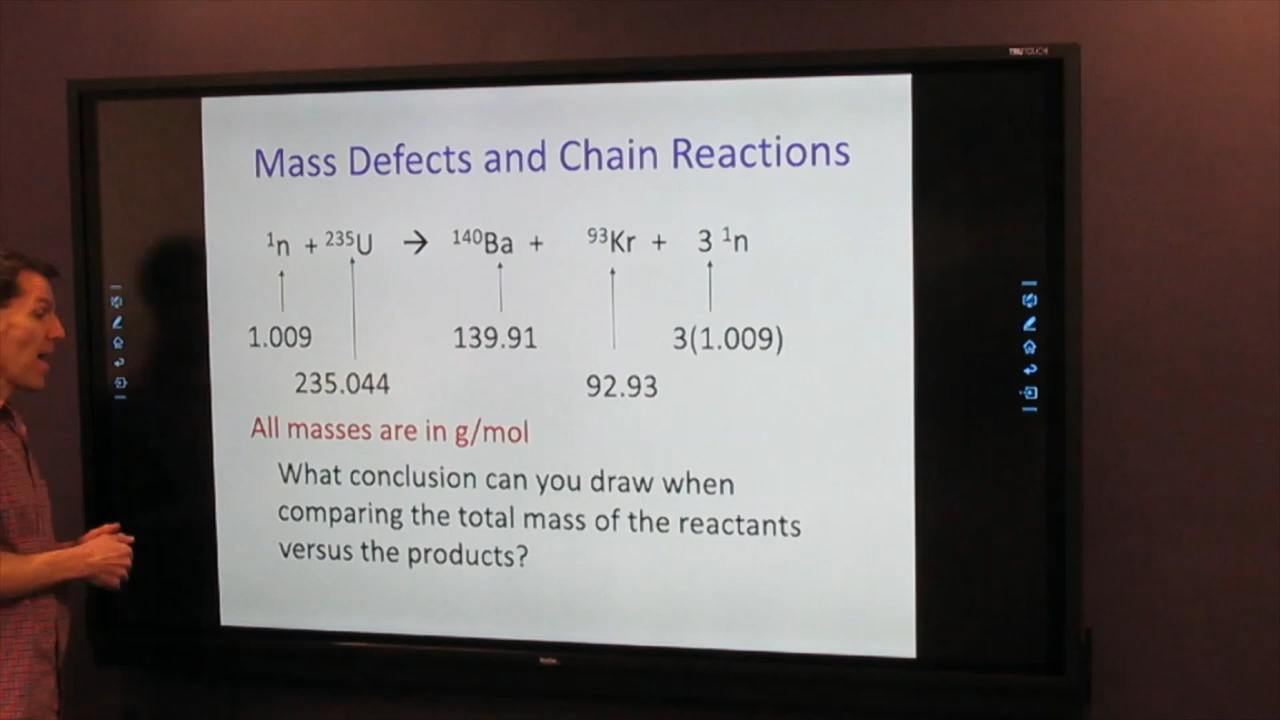 TRUTOUCH
Mass Defects and Chain Reactions
¹n + ²³⁵U → ¹⁴⁰Ba + ⁹³Kr + 3 ¹n
1.009 139.91 3(1.009)
235.044 92.93
All masses are in g/mol
What conclusion can you draw when
comparing the total mass of the reactants
versus the products?